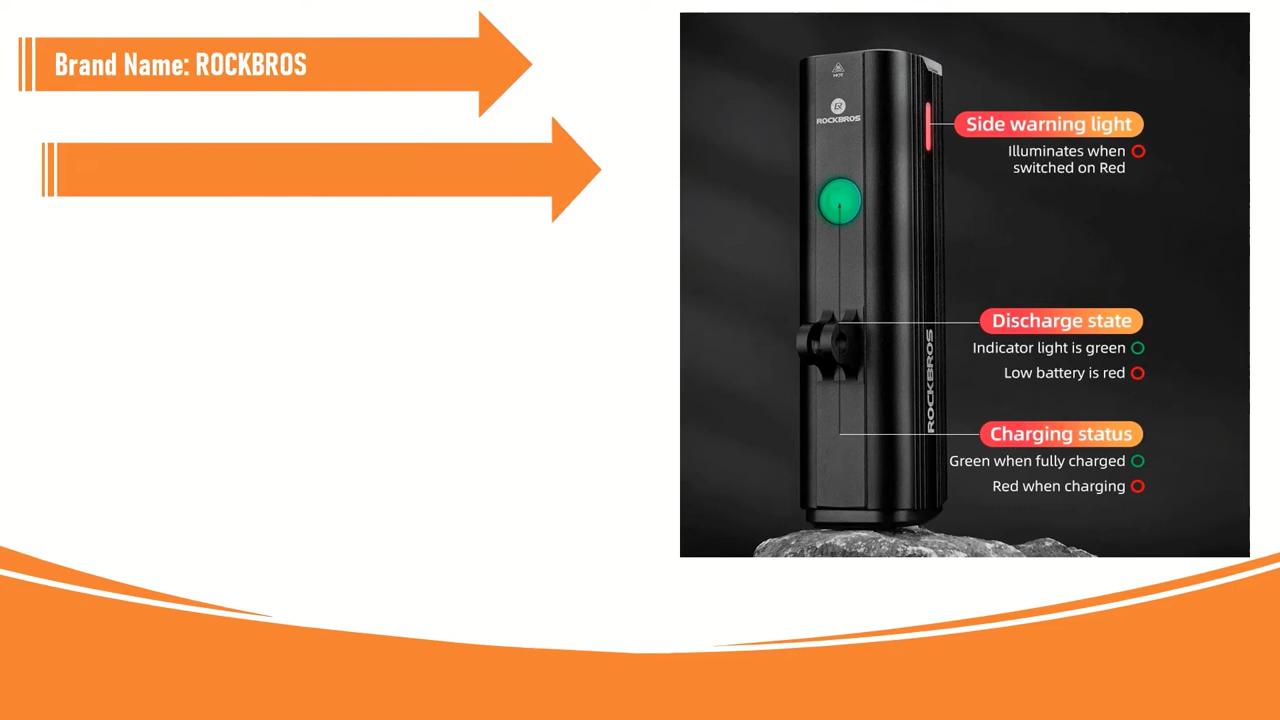 Brand Name: ROCKBROS
HOT
ROCKBROS
Side warning light
Illuminates when
switched on Red
Discharge state
Indicator light is green
Low battery is red
ROCKBROS
Charging status
Green when fully charged
Red when charging